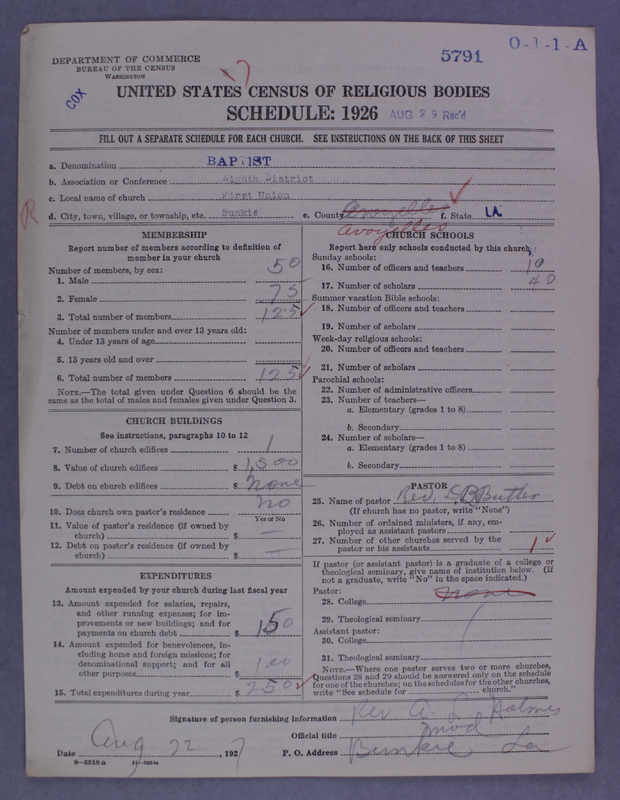 O-1-1-A
5791
DEPARTMENT OF COMMERCE
BUREAU OF THE CENSUS
WASHINGTON
COX
7
UNITED STATES CENSUS OF RELIGIOUS BODIES
SCHEDULE: 1926
AUG 29 Rec'd
FILL OUT A SEPARATE SCHEDULE FOR EACH CHURCH. SEE INSTRUCTIONS ON THE BACK OF THIS SHEET
a. Denomination BAPTIST
b. Association or Conference Eighth District
c. Local name of church First Union
R
d. City, town, village, or township, etc. Bunkie e. County Avoyelles f. State LA.
Avoyelles
MEMBERSHIP
Report number of members according to definition of
member in your church
Number of members, by sex:
1. Male 50
2. Female 75
3. Total number of members 125
Number of members under and over 13 years old:
4. Under 13 years of age
5. 13 years old and over
6. Total number of members 125
NOTE.—The total given under Question 6 should be the
same as the total of males and females given under Question 3.
CHURCH BUILDINGS
See instructions, paragraphs 10 to 12
7. Number of church edifices 1
8. Value of church edifices $ 1,500
9. Debt on church edifices $ None
10. Does church own pastor's residence no
Yes or No
11. Value of pastor's residence (if owned by
church) $ —
12. Debt on pastor's residence (if owned by
church) $ —
EXPENDITURES
Amount expended by your church during last fiscal year
13. Amount expended for salaries, repairs,
and other running expenses; for im-
provements or new buildings; and for
payments on church debt $ 150
14. Amount expended for benevolences, in-
cluding home and foreign missions; for
denominational support; and for all
other purposes $ 100
15. Total expenditures during year $ 250
CHURCH SCHOOLS
Report here only schools conducted by this church
Sunday schools:
16. Number of officers and teachers 10
17. Number of scholars 40
Summer vacation Bible schools:
18. Number of officers and teachers
19. Number of scholars
Week-day religious schools:
20. Number of officers and teachers
21. Number of scholars
Parochial schools:
22. Number of administrative officers
23. Number of teachers—
a. Elementary (grades 1 to 8)
b. Secondary
24. Number of scholars—
a. Elementary (grades 1 to 8)
b. Secondary
PASTOR
25. Name of pastor Rev. Butler
(If church has no pastor, write "None")
26. Number of ordained ministers, if any, em-
ployed as assistant pastors
27. Number of other churches served by the
pastor or his assistants 1
If pastor (or assistant pastor) is a graduate of a college or
theological seminary, give name of institution below. (If
not a graduate, write "No" in the space indicated.)
Pastor: none
28. College
29. Theological seminary
Assistant pastor:
30. College
31. Theological seminary
NOTE.—Where one pastor serves two or more churches,
Questions 28 and 29 should be answered only on the schedule
for one of the churches; on the schedules for the other churches,
write "See schedule for church."
Signature of person furnishing information Rev A. Holmes
Official title mod
Date Aug 22, 1927 P. O. Address Bunkie La
8—5518a